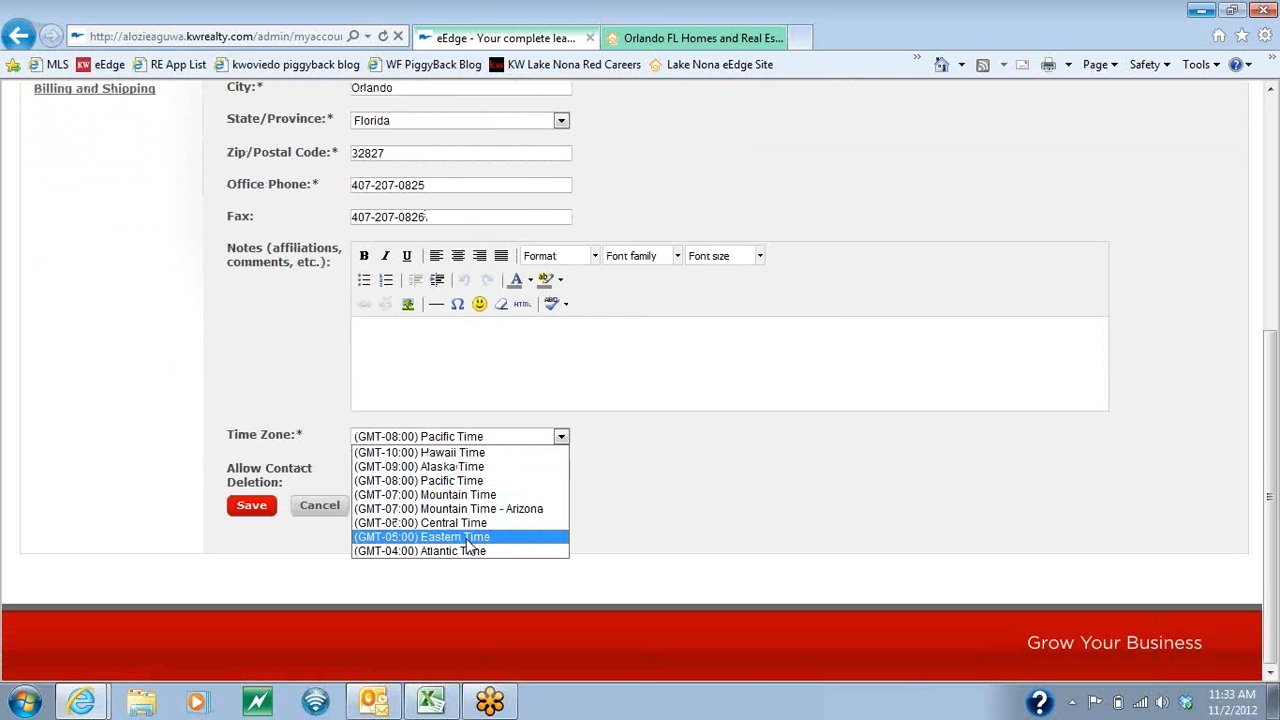 http://alozieaguwa.kwrealty.com/admin/myaccour
eEdge - Your complete lea...
Orlando FL Homes and Real Es...
MLS
eEdge
RE App List
kwoviedo piggyback blog
WF PiggyBack Blog
KW Lake Nona Red Careers
Lake Nona eEdge Site
Page
Safety
Tools
Billing and Shipping
City:*
Orlando
State/Province:*
Florida
Zip/Postal Code:*
32827
Office Phone:*
407-207-0825
Fax:
407-207-0826
Notes (affiliations,
comments, etc.):
B I U
Format
Font family
Font size
A
HTML
ABC
Time Zone:*
(GMT-08:00) Pacific Time
(GMT-10:00) Hawaii Time
(GMT-09:00) Alaska Time
(GMT-08:00) Pacific Time
(GMT-07:00) Mountain Time
(GMT-07:00) Mountain Time - Arizona
(GMT-06:00) Central Time
(GMT-05:00) Eastern Time
(GMT-04:00) Atlantic Time
Allow Contact
Deletion:
Save
Cancel
Grow Your Business
11:33 AM
11/2/2012